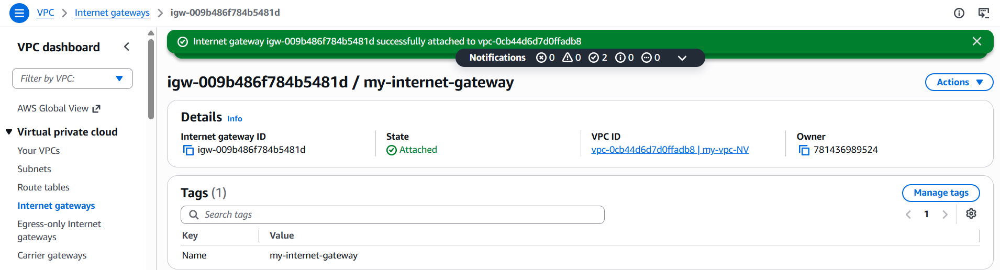 VPC > Internet gateways > igw-009b486f784b5481d
VPC dashboard
Filter by VPC:
AWS Global View
Virtual private cloud
Your VPCs
Subnets
Route tables
Internet gateways
Egress-only Internet
gateways
Carrier gateways
Internet gateway igw-009b486f784b5481d successfully attached to vpc-0cb44d6d7d0ffadb8
Notifications 0 0 2 0 0
igw-009b486f784b5481d / my-internet-gateway
Actions
Details Info
Internet gateway ID State VPC ID Owner
igw-009b486f784b5481d Attached vpc-0cb44d6d7d0ffadb8 | my-vpc-NV 781436989524
Tags (1)
Manage tags
Search tags
1
Key Value
Name my-internet-gateway